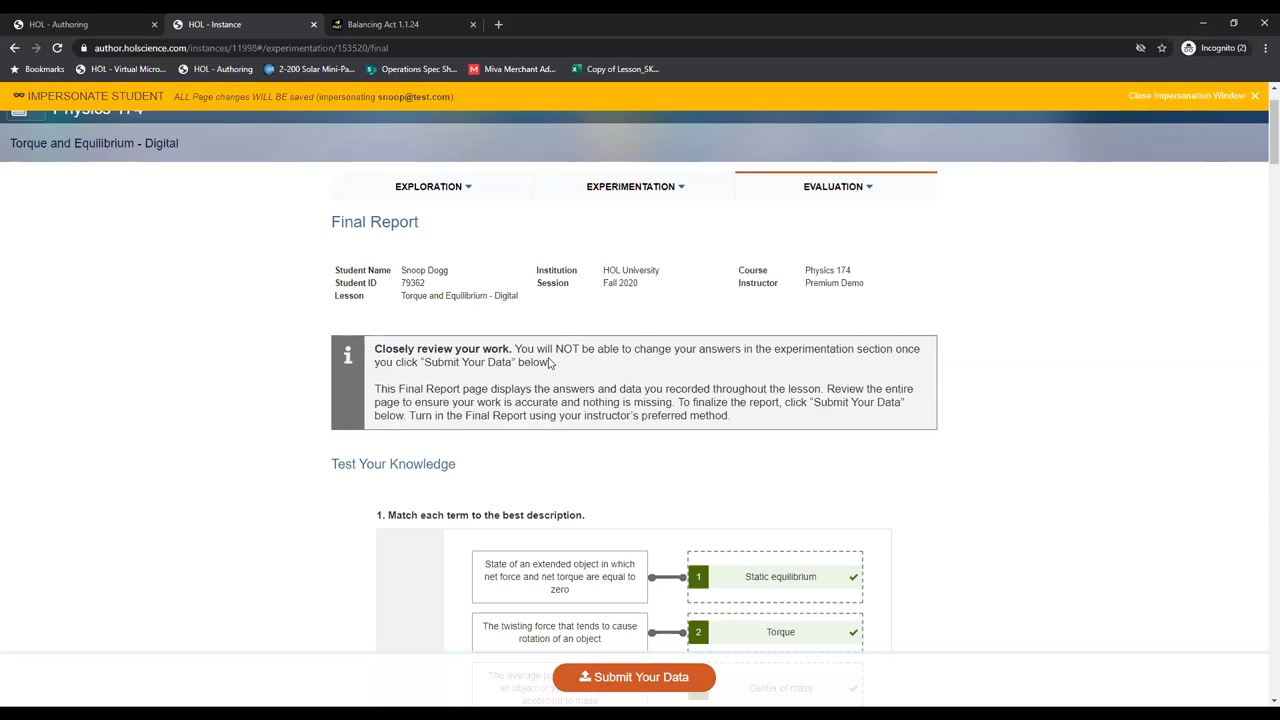 HOL - Authoring
HOL - Instance
Balancing Act 1.1.24
author.holscience.com/instances/11998#/experimentation/153520/final
Incognito (2)
Bookmarks
HOL - Virtual Micro...
HOL - Authoring
2-200 Solar Mini-Pa...
Operations Spec Sh...
Miva Merchant Ad...
Copy of Lesson_SK...
IMPERSONATE STUDENT ALL Page changes WILL BE saved (impersonating snoop@test.com).
Close Impersonation Window
Physics 174
Torque and Equilibrium - Digital
EXPLORATION
EXPERIMENTATION
EVALUATION
Final Report
Student Name Snoop Dogg Institution HOL University Course Physics 174
Student ID 79362 Session Fall 2020 Instructor Premium Demo
Lesson Torque and Equilibrium - Digital
Closely review your work. You will NOT be able to change your answers in the experimentation section once
you click “Submit Your Data” below.
This Final Report page displays the answers and data you recorded throughout the lesson. Review the entire
page to ensure your work is accurate and nothing is missing. To finalize the report, click “Submit Your Data”
below. Turn in the Final Report using your instructor’s preferred method.
Test Your Knowledge
1. Match each term to the best description.
State of an extended object in which
net force and net torque are equal to
zero
1 Static equilibrium
The twisting force that tends to cause
rotation of an object
2 Torque
The average po
an object or s
according to mass
Center of mass
Submit Your Data